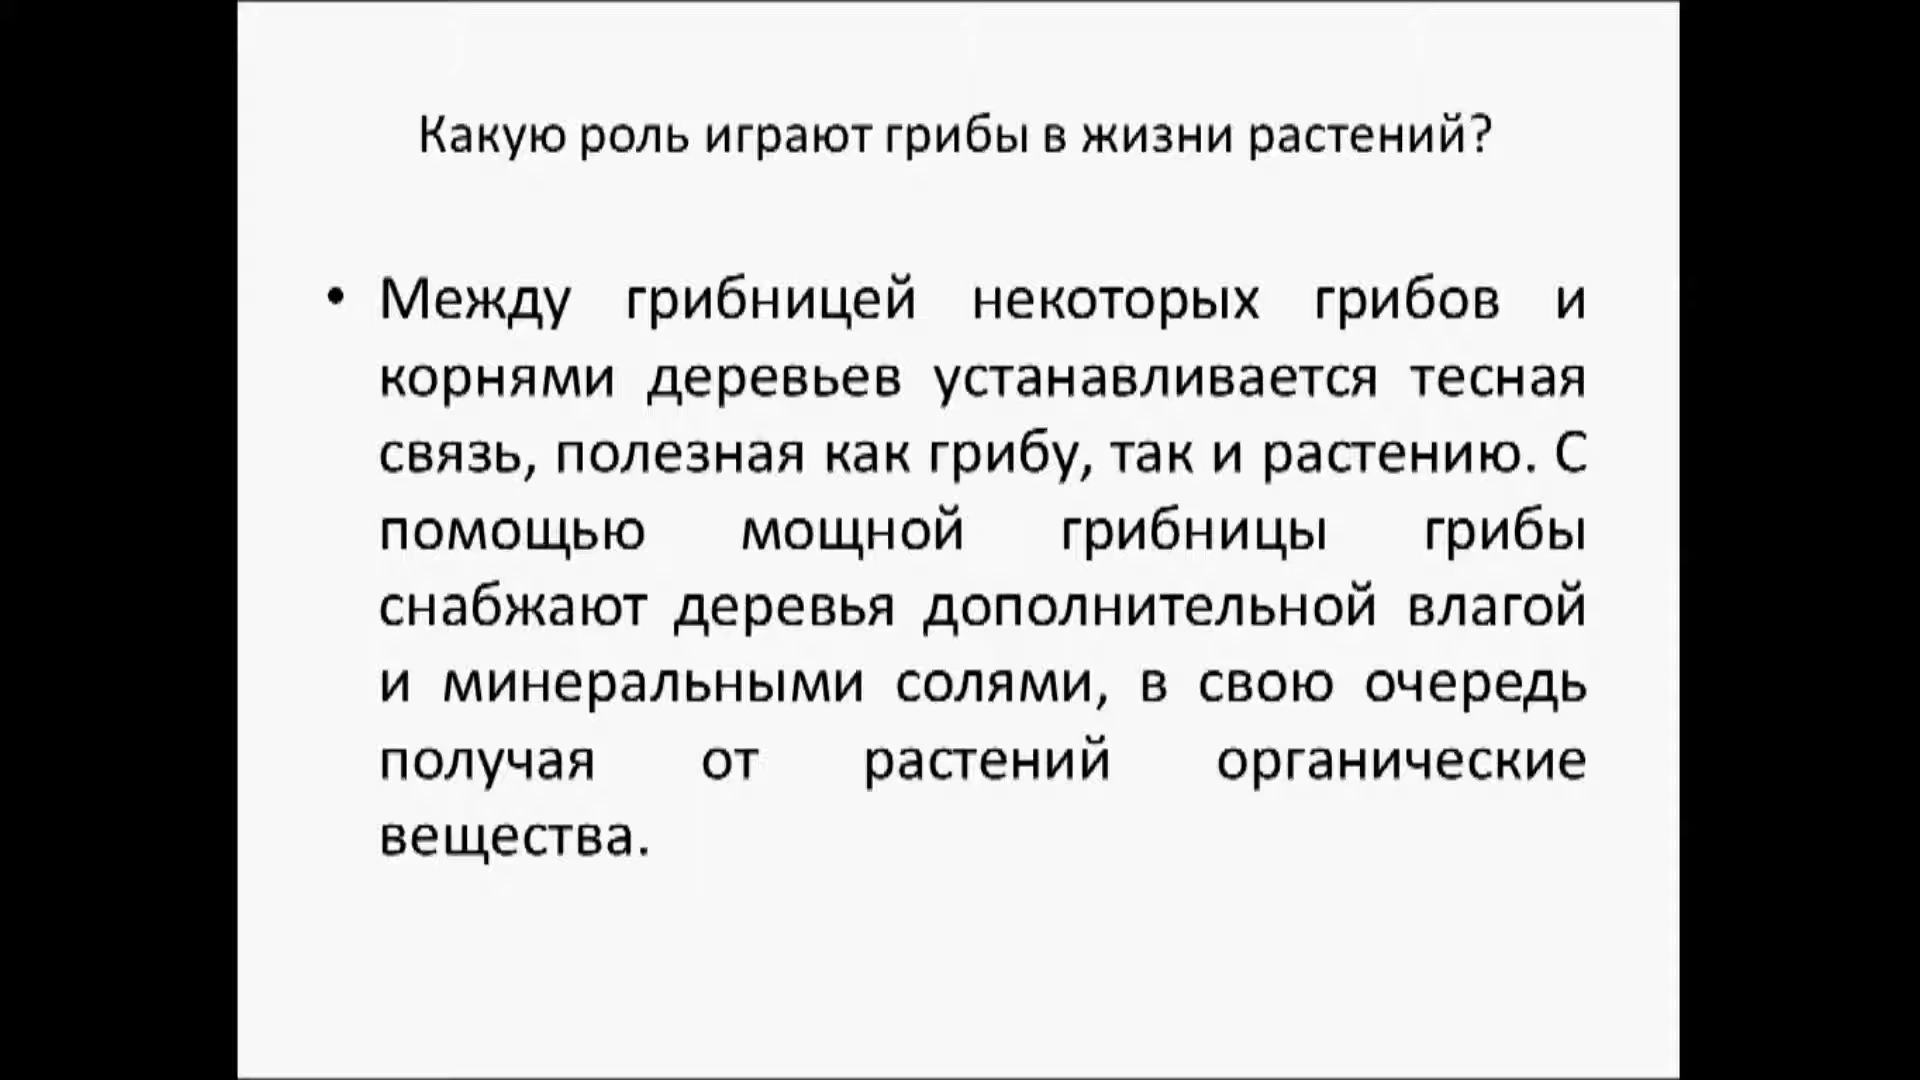 Какую роль играют грибы в жизни растений?
• Между грибницей некоторых грибов и
корнями деревьев устанавливается тесная
связь, полезная как грибу, так и растению. С
помощью мощной грибницы грибы
снабжают деревья дополнительной влагой
и минеральными солями, в свою очередь
получая от растений органические
вещества.